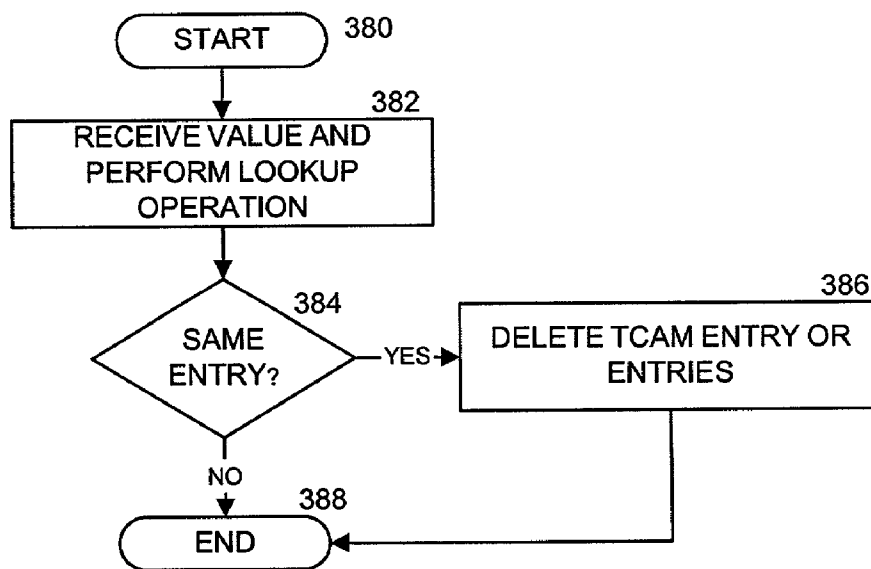 START
380
382
RECEIVE VALUE AND
PERFORM LOOKUP
OPERATION
384
SAME
ENTRY?
YES
386
DELETE TCAM ENTRY OR
ENTRIES
NO
388
END